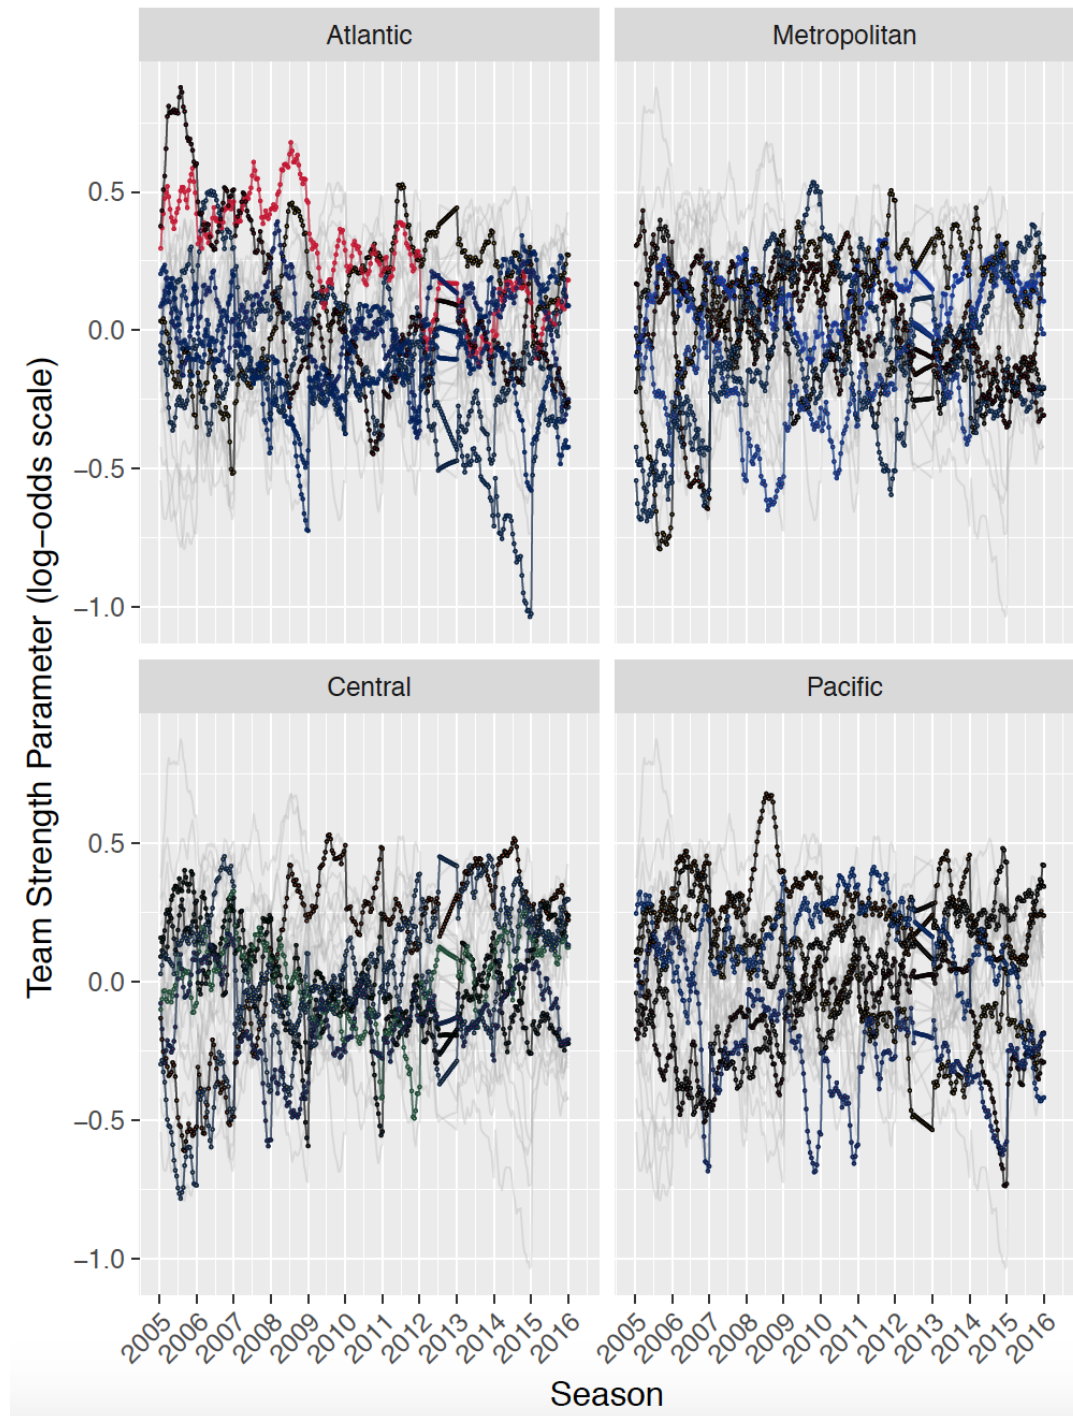 Atlantic
Metropolitan
0.5
0.0
−0.5
−1.0
Central
Pacific
0.5
0.0
−0.5
−1.0
Team Strength Parameter (log−odds scale)
2005 2006 2007 2008 2009 2010 2011 2012 2013 2014 2015 2016
2005 2006 2007 2008 2009 2010 2011 2012 2013 2014 2015 2016
Season